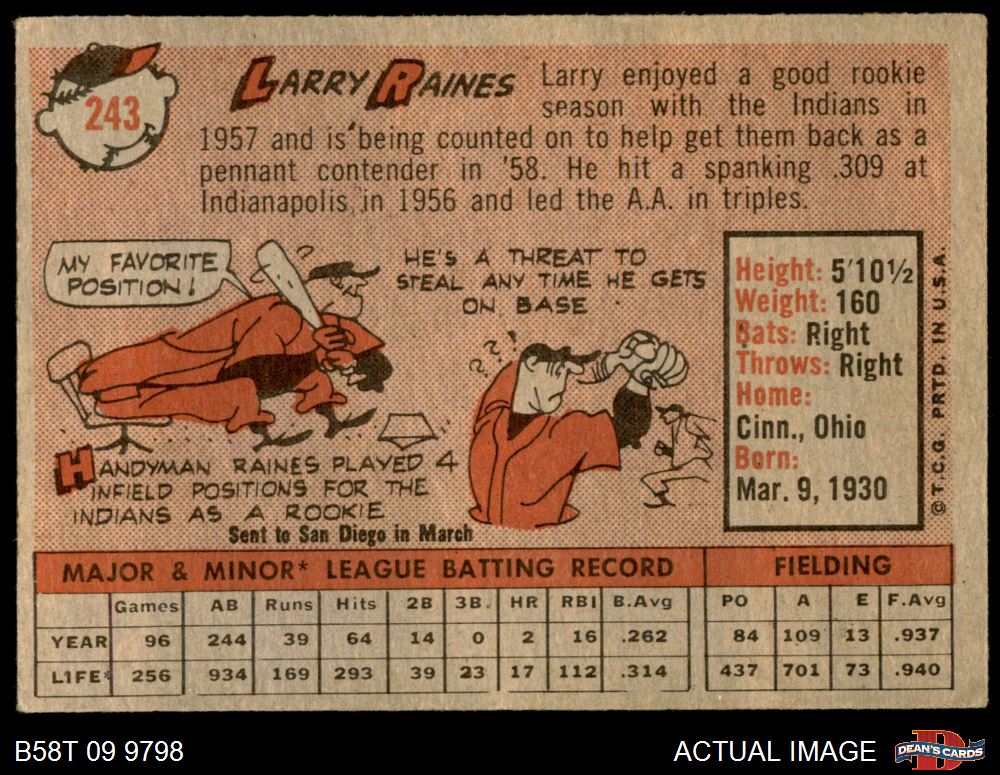 243
LARRY RAINES
Larry enjoyed a good rookie
season with the Indians in
1957 and is being counted on to help get them back as a
pennant contender in '58. He hit a spanking .309 at
Indianapolis in 1956 and led the A.A. in triples.
MY FAVORITE
POSITION!
HE'S A THREAT TO
STEAL ANY TIME HE GETS
ON BASE
? ? ? ? !
HANDYMAN RAINES PLAYED 4
INFIELD POSITIONS FOR THE
INDIANS AS A ROOKIE
Sent to San Diego in March
Height: 5'10½
Weight: 160
Bats: Right
Throws: Right
Home:
Cinn., Ohio
Born:
Mar. 9, 1930
© T.C.G. PRTD. IN U.S.A.
MAJOR & MINOR* LEAGUE BATTING RECORD FIELDING
Games AB Runs Hits 2B 3B. HR RBI B.Avg PO A E F.Avg
YEAR 96 244 39 64 14 0 2 16 .262 84 109 13 .937
LIFE* 256 934 169 293 39 23 17 112 .314 437 701 73 .940
B58T 09 9798
ACTUAL IMAGE
D
DEAN'S CARDS